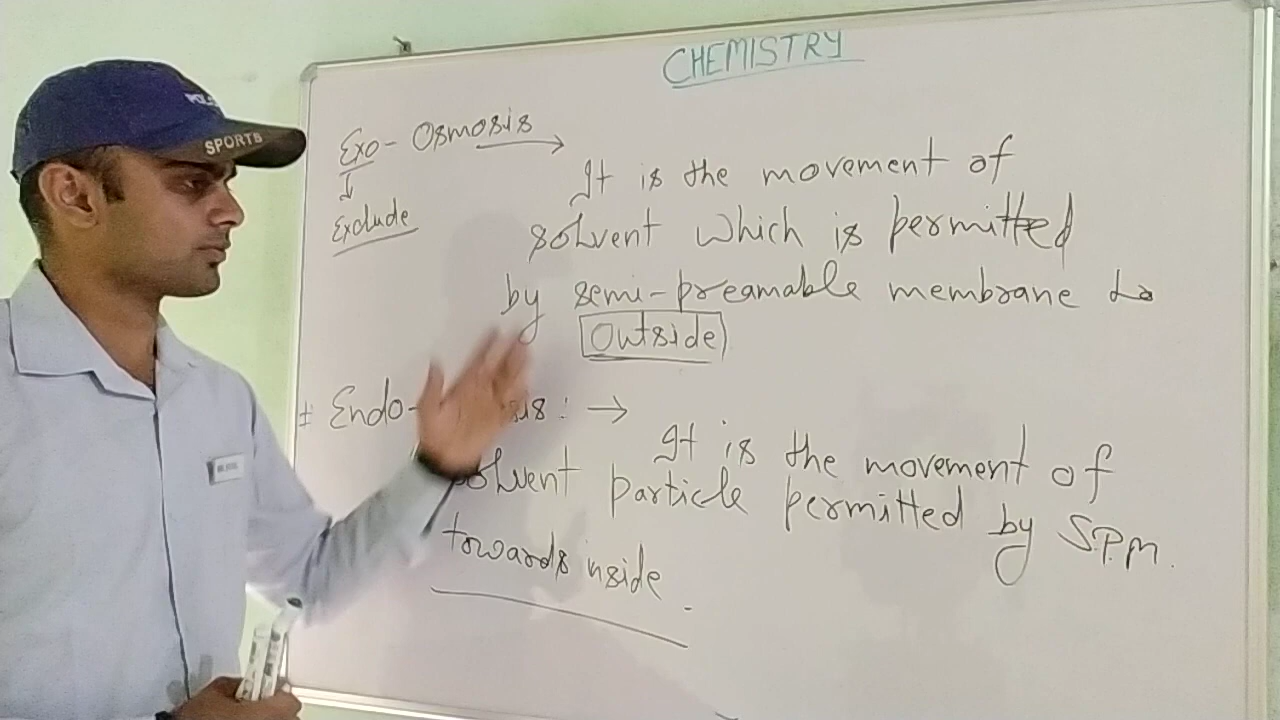 CHEMISTRY
Exo- Osmosis →
↓
Exclude
It is the movement of
solvent which is permitted
by semi-preamable membrane to
Outside
Endo- sis: →
It is the movement of
solvent particle permitted by S.P.M.
towards inside.
SPORTS